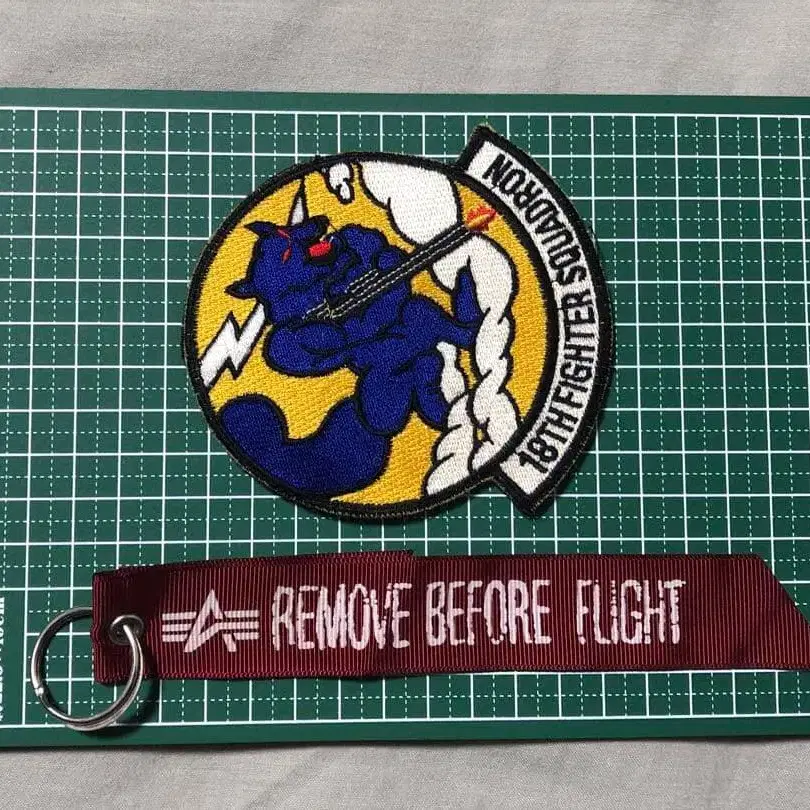 18TH FIGHTER SQUADRON
REMOVE BEFORE FLIGHT